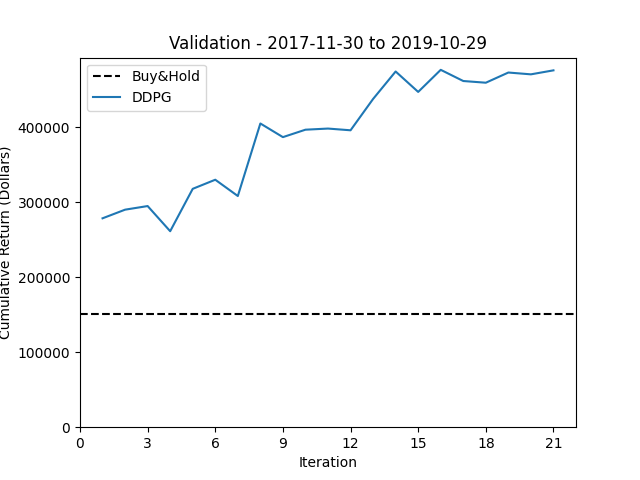 Validation - 2017-11-30 to 2019-10-29
Buy&Hold
DDPG
Cumulative Return (Dollars)
400000
300000
200000
100000
0
0 3 6 9 12 15 18 21
Iteration